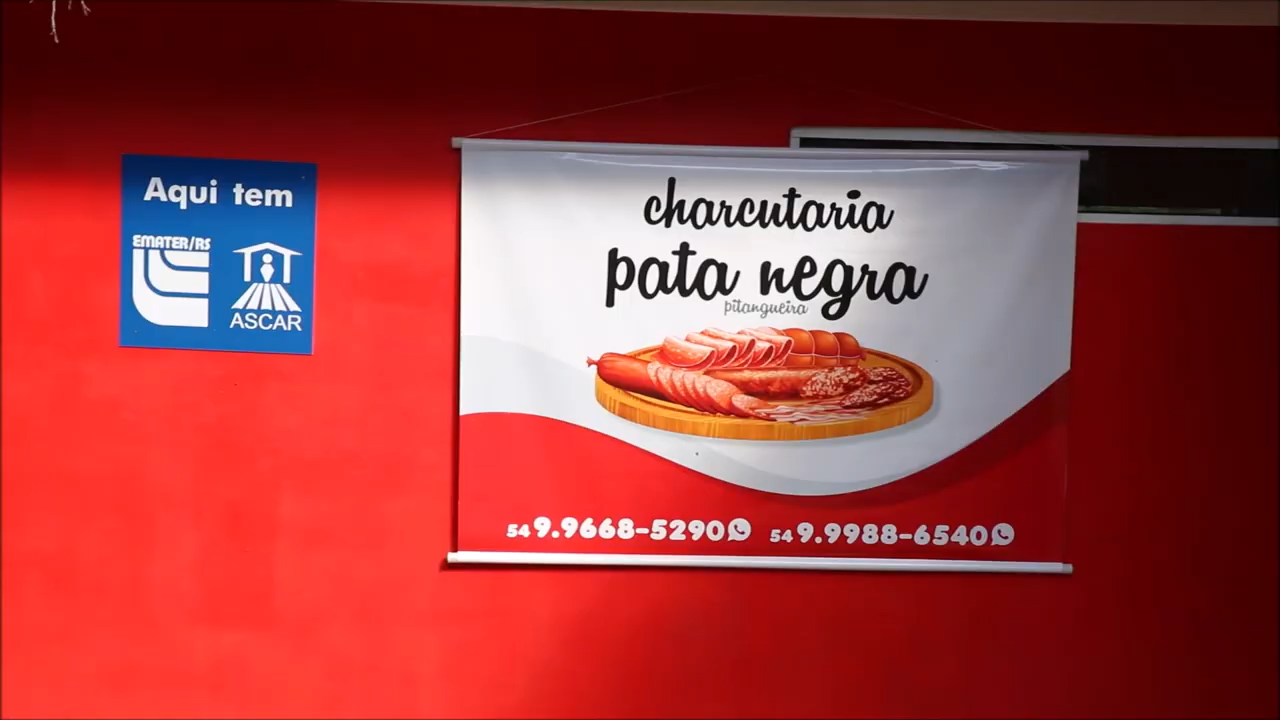 Aqui tem
EMATER/RS
ASCAR
charcutaria
pata negra
pitangueira
54 9.9668-5290
54 9.9988-6540